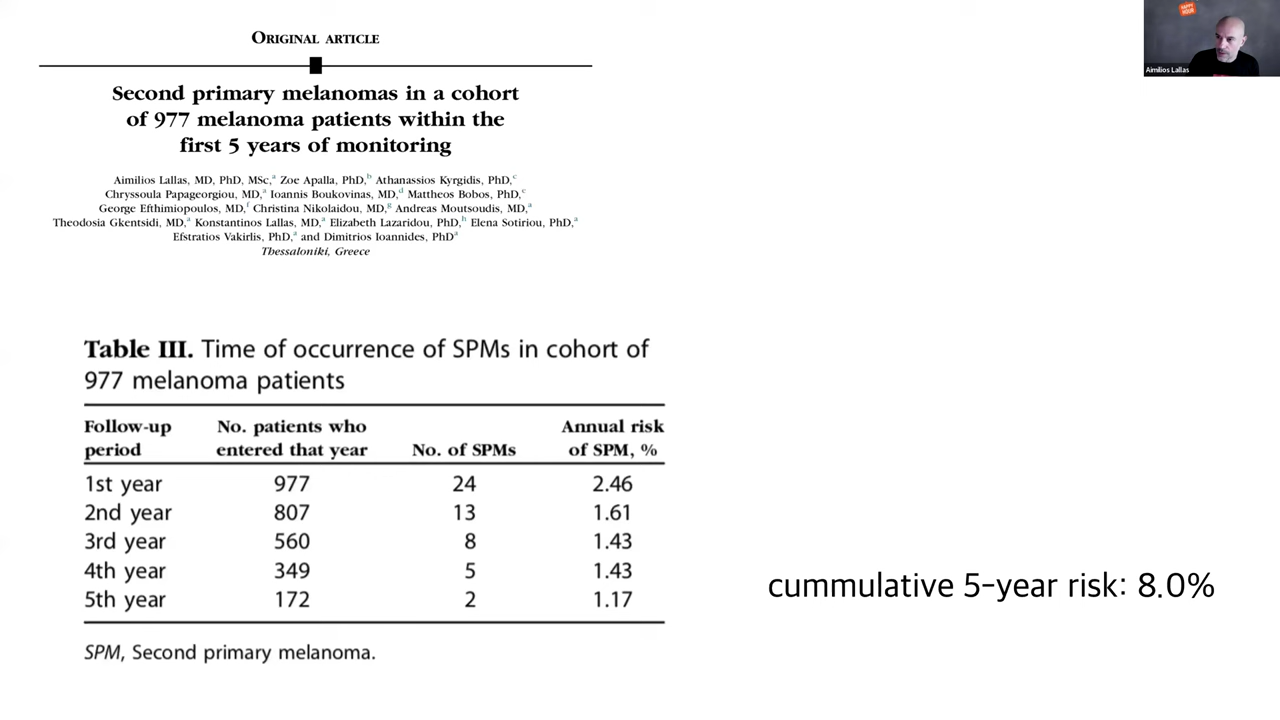 ORIGINAL ARTICLE
Second primary melanomas in a cohort
of 977 melanoma patients within the
first 5 years of monitoring
Aimilios Lallas, MD, PhD, MSc,a Zoe Apalla, PhD,b Athanassios Kyrgidis, PhD,c
Chryssoula Papageorgiou, MD,a Ioannis Boukovinas, MD,d Mattheos Bobos, PhD,e
George Efthimiopoulos, MD,f Christina Nikolaidou, MD,g Andreas Moutsoudis, MD,a
Theodosia Gkentsidi, MD,a Konstantinos Lallas, MD,a Elizabeth Lazaridou, PhD,h Elena Sotiriou, PhD,a
Efstratios Vakirlis, PhD,a and Dimitrios Ioannides, PhDa
Thessaloniki, Greece
Table III. Time of occurrence of SPMs in cohort of
977 melanoma patients
Follow-up period No. patients who entered that year No. of SPMs Annual risk of SPM, %
1st year 977 24 2.46
2nd year 807 13 1.61
3rd year 560 8 1.43
4th year 349 5 1.43
5th year 172 2 1.17
SPM, Second primary melanoma.
cummulative 5-year risk: 8.0%
HAPPY
HOUR
Aimilios Lallas